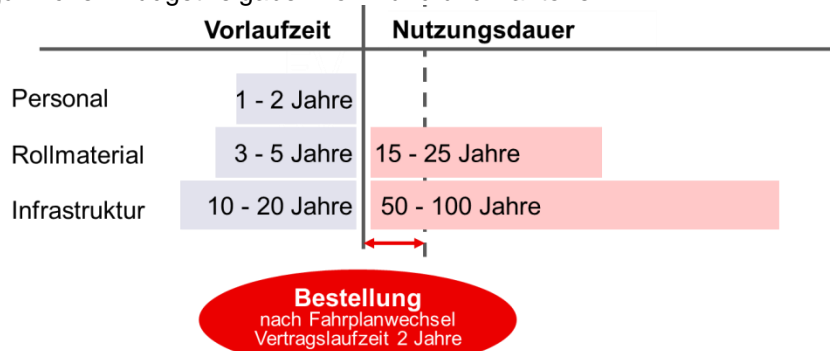 Vorlaufzeit Nutzungsdauer
Personal 1 - 2 Jahre
Rollmaterial 3 - 5 Jahre 15 - 25 Jahre
Infrastruktur 10 - 20 Jahre 50 - 100 Jahre
Bestellung
nach Fahrplanwechsel
Vertragslaufzeit 2 Jahre